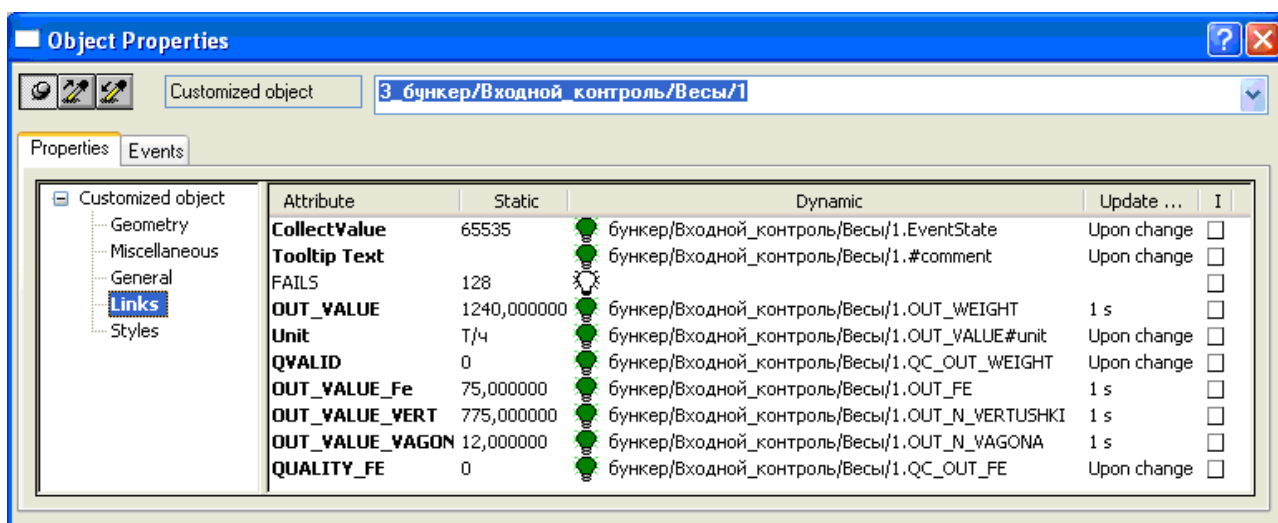 Object Properties
Customized object 3_бункер/Входной_контроль/Весы/1
Properties Events
Customized object
Geometry
Miscellaneous
General
Links
Styles
Attribute Static Dynamic Update ... I
CollectValue 65535 бункер/Входной_контроль/Весы/1.EventState Upon change
Tooltip Text бункер/Входной_контроль/Весы/1.#comment Upon change
FAILS 128
OUT_VALUE 1240,000000 бункер/Входной_контроль/Весы/1.OUT_WEIGHT 1 s
Unit Т/ч бункер/Входной_контроль/Весы/1.OUT_VALUE#unit Upon change
QVALID 0 бункер/Входной_контроль/Весы/1.QC_OUT_WEIGHT Upon change
OUT_VALUE_Fe 75,000000 бункер/Входной_контроль/Весы/1.OUT_FE 1 s
OUT_VALUE_VERT 775,000000 бункер/Входной_контроль/Весы/1.OUT_N_VERTUSHKI 1 s
OUT_VALUE_VAGON 12,000000 бункер/Входной_контроль/Весы/1.OUT_N_VAGONA 1 s
QUALITY_FE 0 бункер/Входной_контроль/Весы/1.QC_OUT_FE Upon change